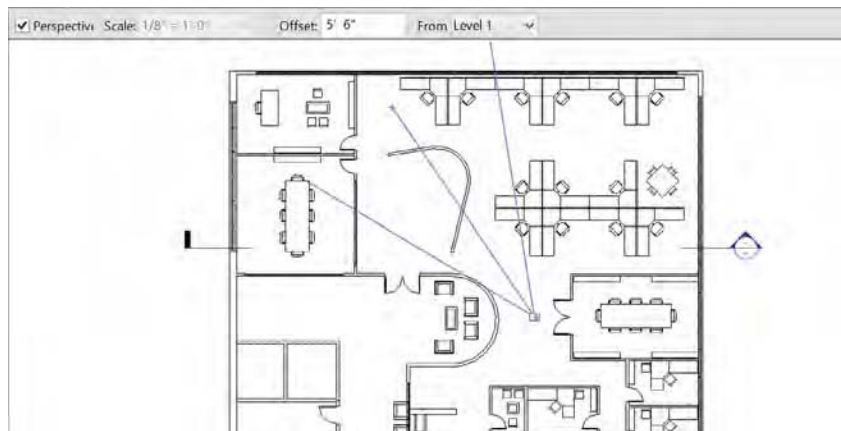 Perspectiv Scale: 1/8" = 1'-0" Offset: 5' 6" From Level 1